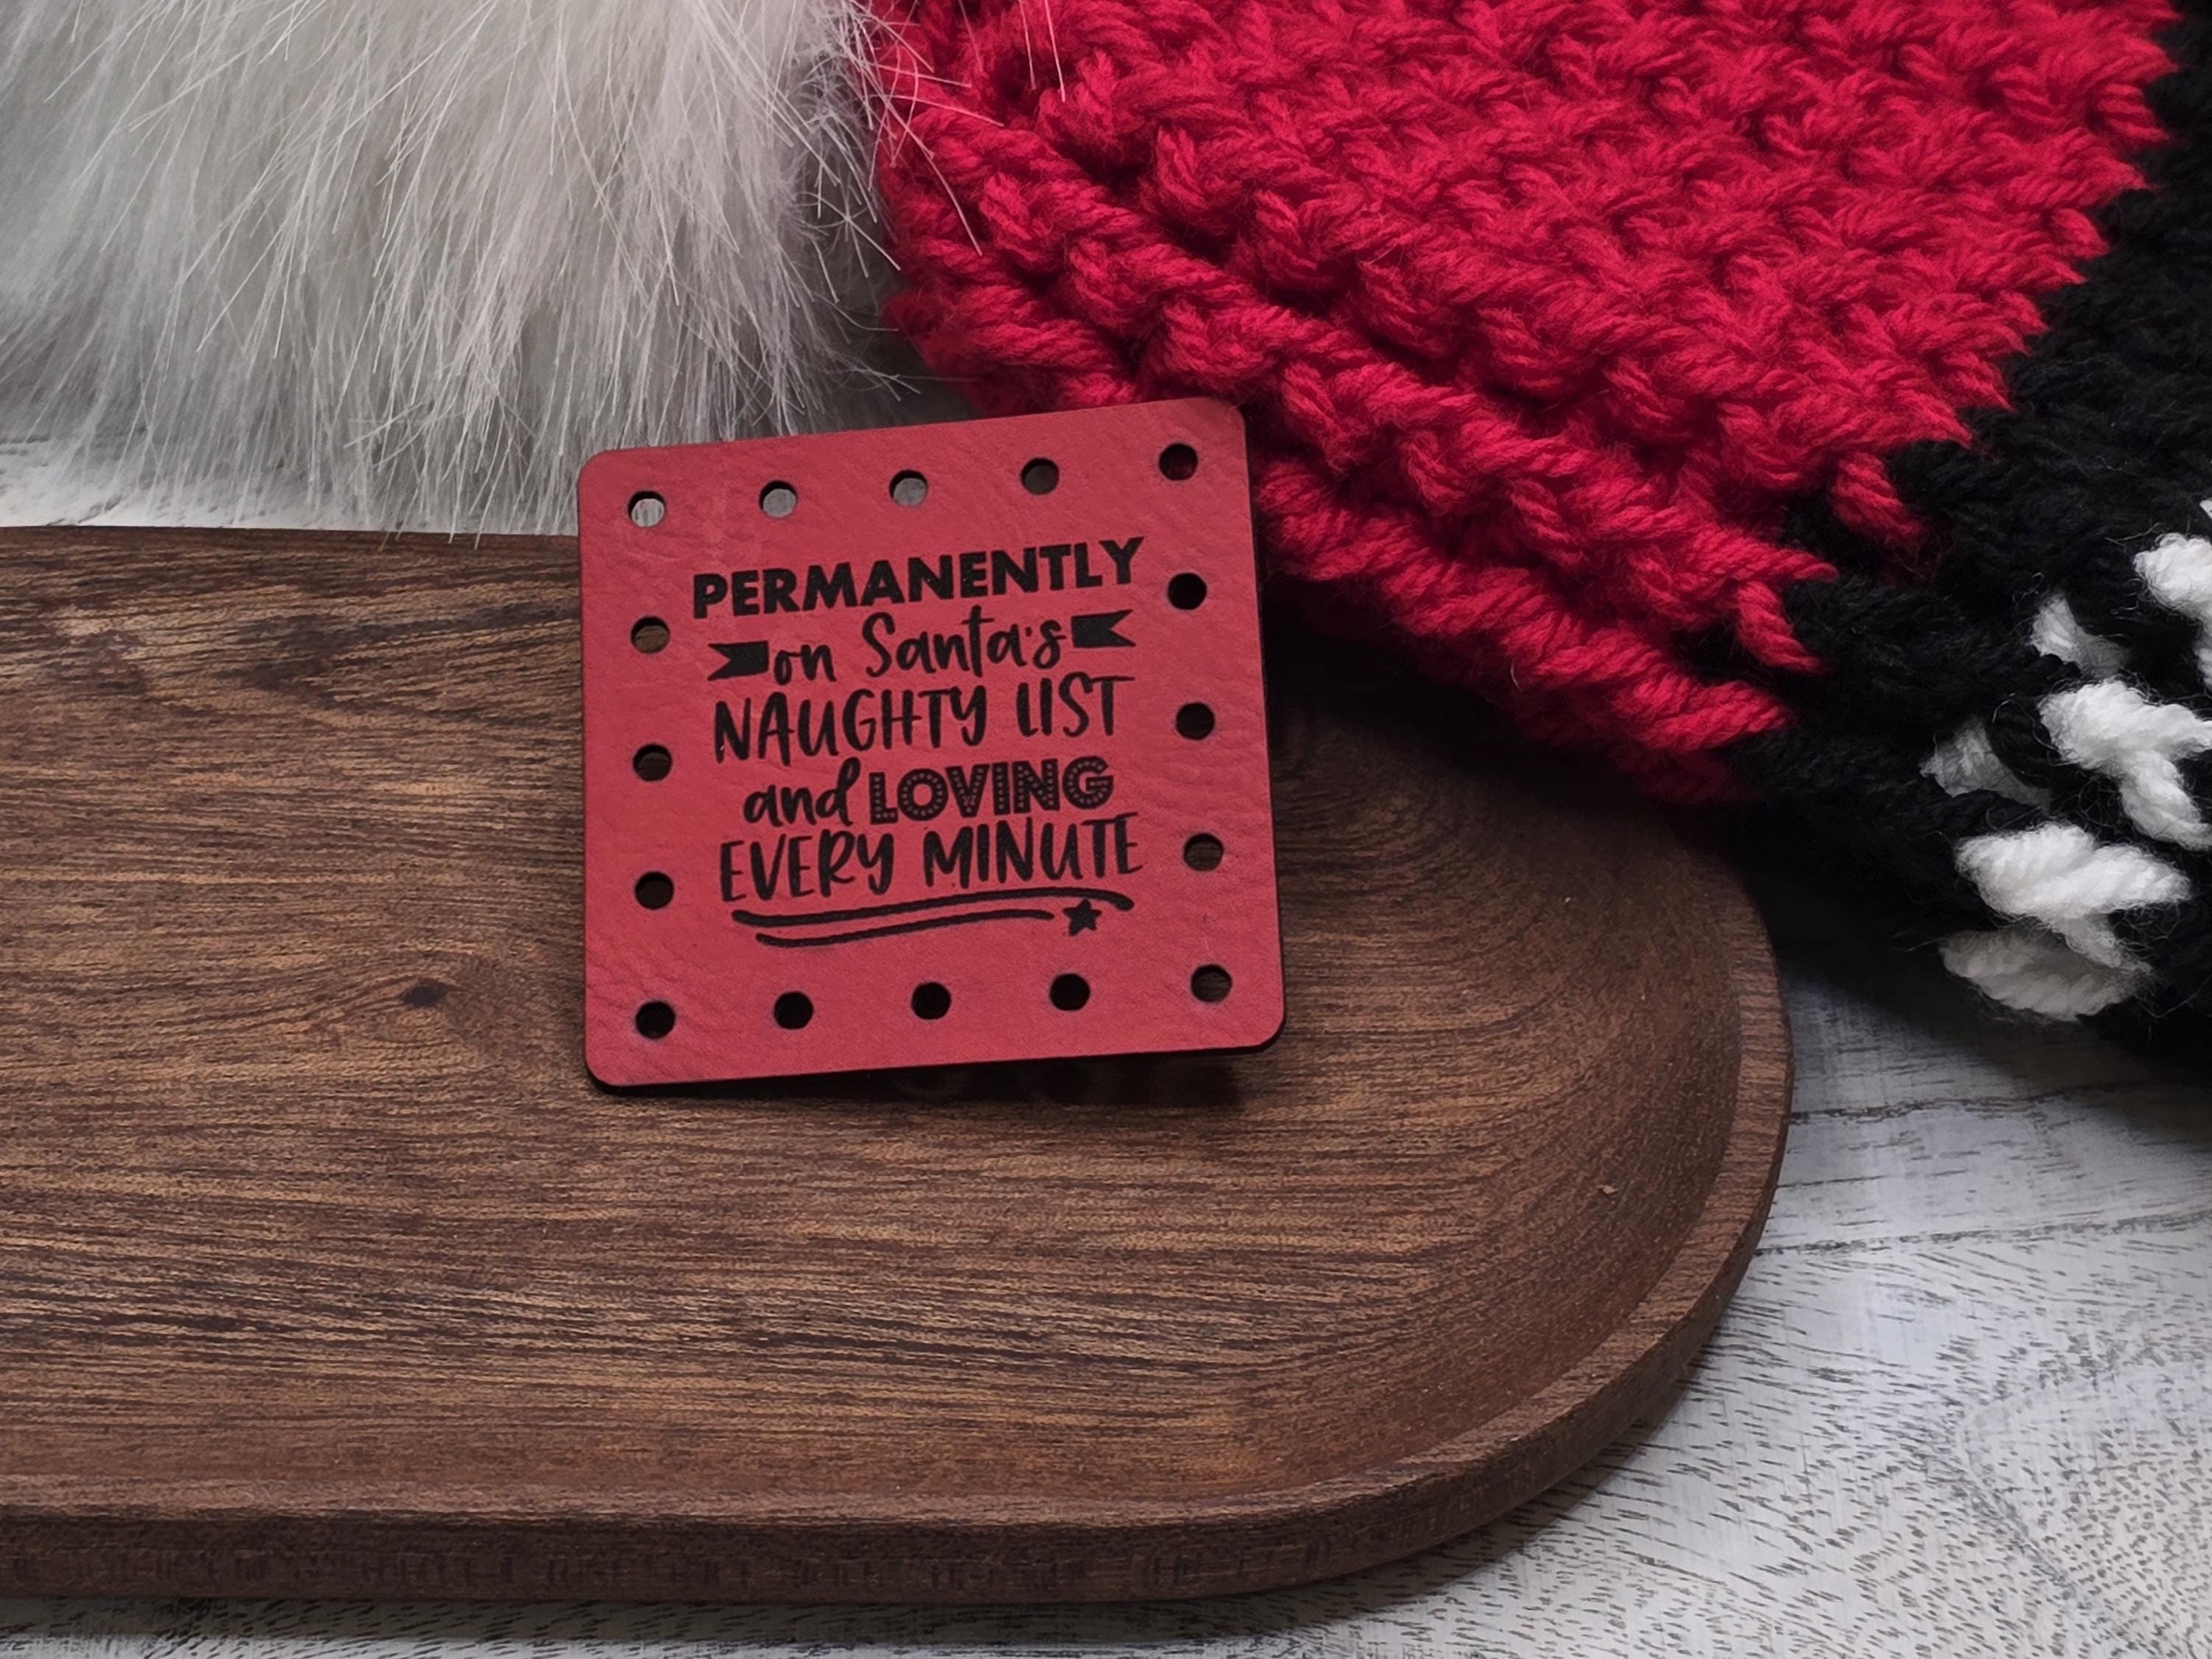 PERMANENTLY
on Santa's
NAUGHTY LIST
and LOVING
EVERY MINUTE